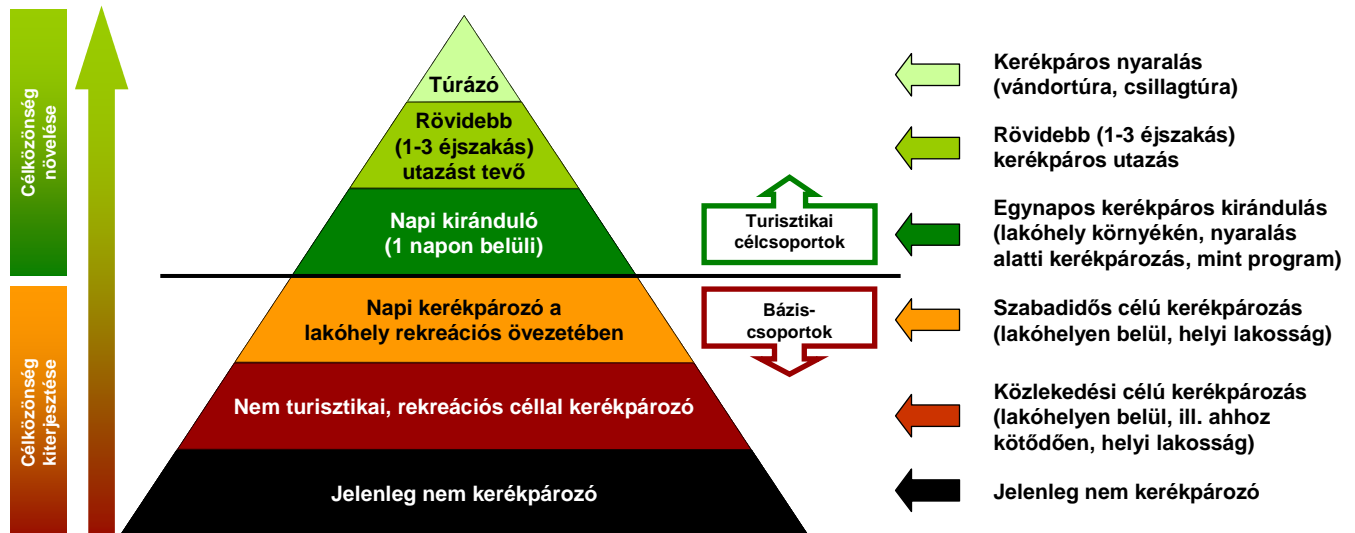 Célközönség
növelése
Célközönség
kiterjesztése
Túrázó
Rövidebb
(1-3 éjszakás)
utazást tevő
Napi kiránduló
(1 napon belüli)
Napi kerékpározó a
lakóhely rekreációs övezetében
Nem turisztikai, rekreációs céllal kerékpározó
Jelenleg nem kerékpározó
Turisztikai
célcsoportok
Bázis-
csoportok
Kerékpáros nyaralás
(vándortúra, csillagtúra)
Rövidebb (1-3 éjszakás)
kerékpáros utazás
Egynapos kerékpáros kirándulás
(lakóhely környékén, nyaralás
alatti kerékpározás, mint program)
Szabadidős célú kerékpározás
(lakóhelyen belül, helyi lakosság)
Közlekedési célú kerékpározás
(lakóhelyen belül, ill. ahhoz
kötődően, helyi lakosság)
Jelenleg nem kerékpározó